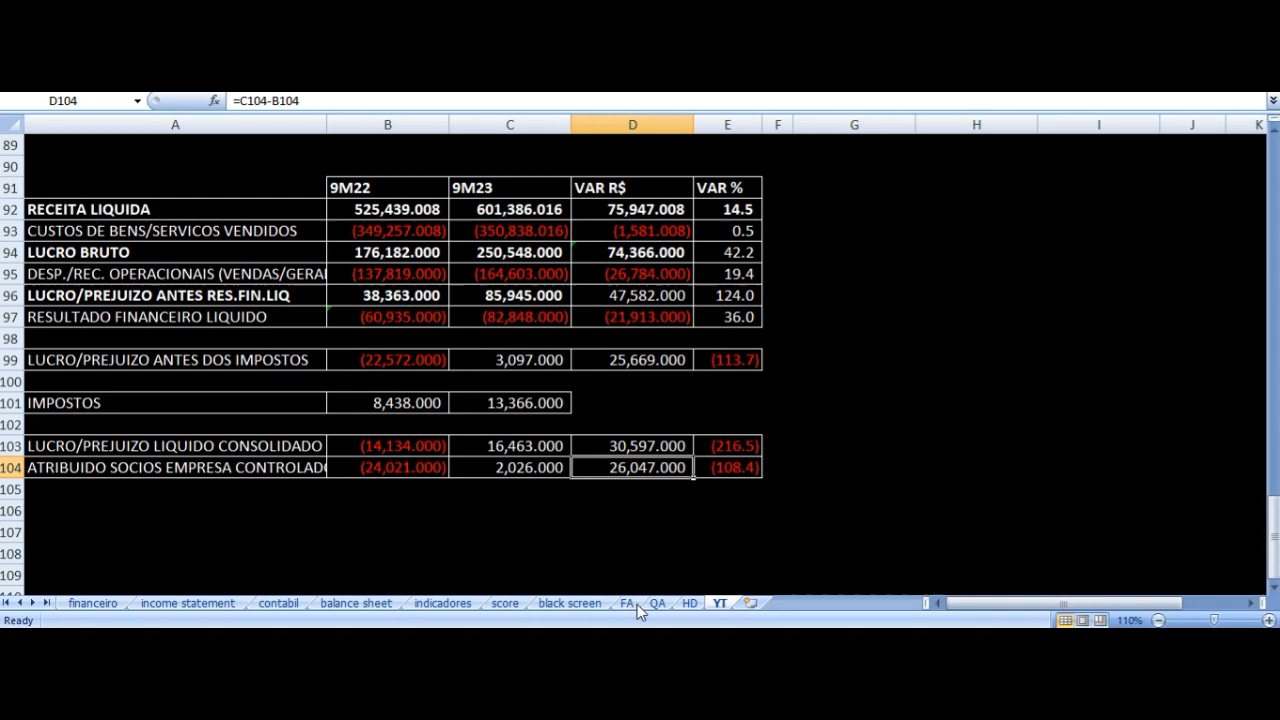 D104 fx =C104-B104
A B C D E F G H I J K
89
90
91 9M22 9M23 VAR R$ VAR %
92 RECEITA LIQUIDA 525,439.008 601,386.016 75,947.008 14.5
93 CUSTOS DE BENS/SERVICOS VENDIDOS (349,257.008) (350,838.016) (1,581.008) 0.5
94 LUCRO BRUTO 176,182.000 250,548.000 74,366.000 42.2
95 DESP./REC. OPERACIONAIS (VENDAS/GERAI (137,819.000) (164,603.000) (26,784.000) 19.4
96 LUCRO/PREJUIZO ANTES RES.FIN.LIQ 38,363.000 85,945.000 47,582.000 124.0
97 RESULTADO FINANCEIRO LIQUIDO (60,935.000) (82,848.000) (21,913.000) 36.0
98
99 LUCRO/PREJUIZO ANTES DOS IMPOSTOS (22,572.000) 3,097.000 25,669.000 (113.7)
100
101 IMPOSTOS 8,438.000 13,366.000
102
103 LUCRO/PREJUIZO LIQUIDO CONSOLIDADO (14,134.000) 16,463.000 30,597.000 (216.5)
104 ATRIBUIDO SOCIOS EMPRESA CONTROLADO (24,021.000) 2,026.000 26,047.000 (108.4)
105
106
107
108
109
financeiro income statement contabil balance sheet indicadores score black screen FA QA HD YT
Ready 110%